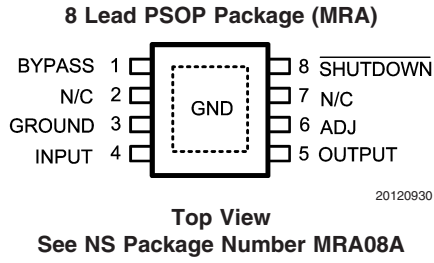 8 Lead PSOP Package (MRA)
BYPASS 1 8 SHUTDOWN
N/C 2 7 N/C
GND
GROUND 3 6 ADJ
INPUT 4 5 OUTPUT
20120930
Top View
See NS Package Number MRA08A